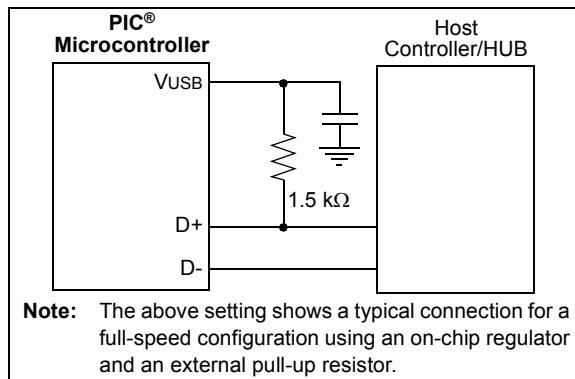 PIC®
Microcontroller
Host
Controller/HUB
VUSB
1.5 kΩ
D+
D-
Note: The above setting shows a typical connection for a
full-speed configuration using an on-chip regulator
and an external pull-up resistor.